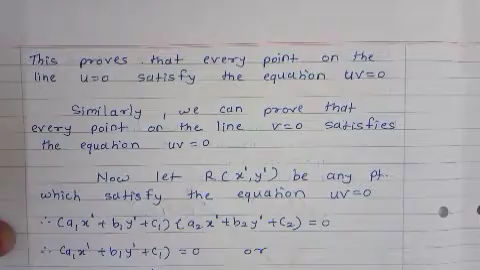 This proves that every point on the
line u=0 satisfy the equation uv=0
Similarly, we can prove that
every point on the line v=0 satisfies
the equation uv=0
Now let R(x',y') be any pt.
which satisfy the equation uv=0
∴ (a₁x' + b₁y' + c₁) (a₂x' + b₂y' + c₂) = 0
∴ (a₁x' + b₁y' + c₁) = 0 or